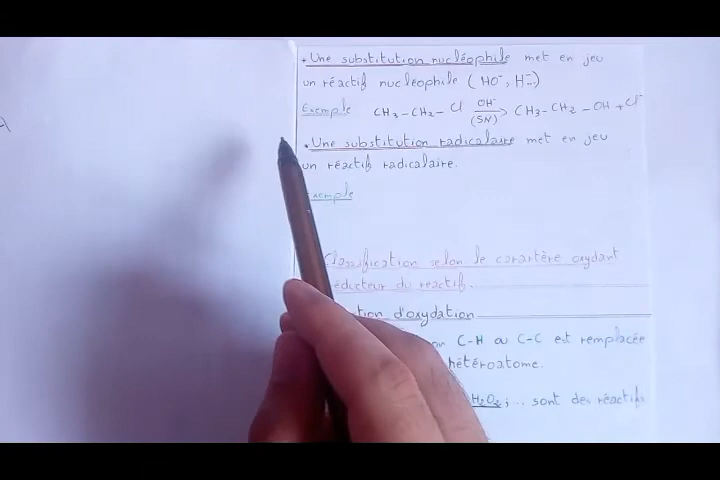 • Une substitution nucléophile met en jeu
un réactif nucléophile (HO⁻, H⁻...)
Exemple CH3-CH2-Cl OH⁻ (SN) → CH3-CH2-OH + Cl⁻
• Une substitution radicalaire met en jeu
un réactif radicalaire.
xemple
Classification selon le caractère oxydant
éducteur du réactif.
tion d'oxydation
C-H ou C-C est remplacée
hétéroatome.
H2O2, ... sont des réactifs